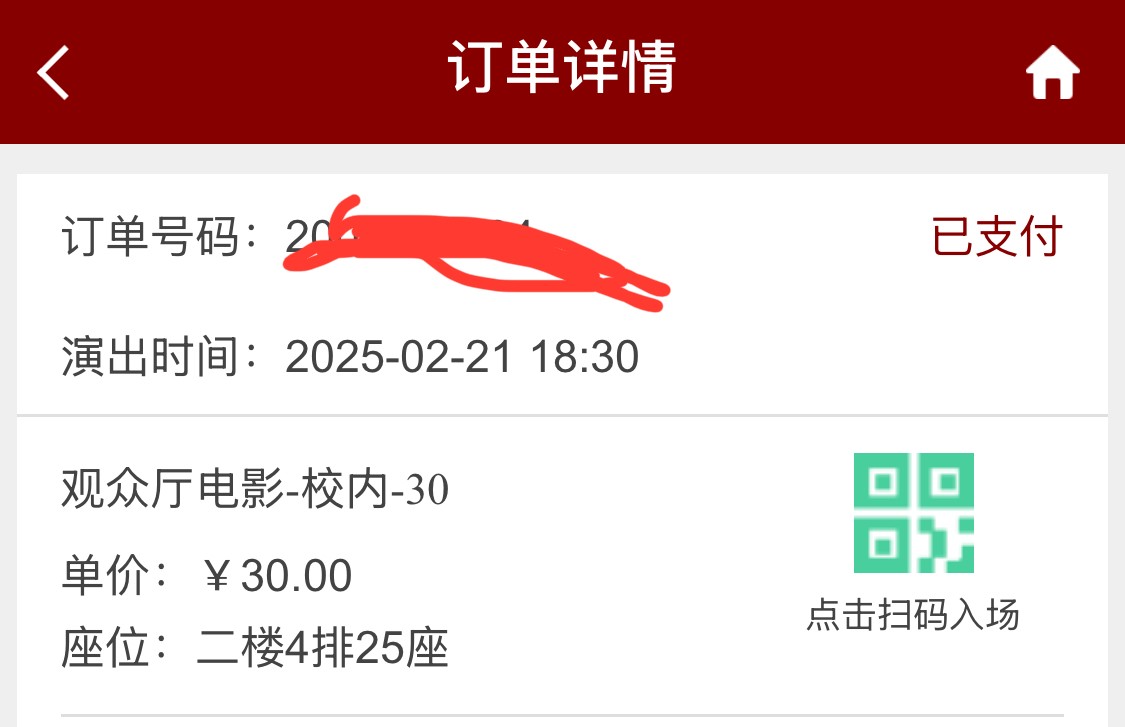 订单详情
订单号码：20
已支付
演出时间：2025-02-21 18:30
观众厅电影-校内-30
单价：￥30.00
座位：二楼4排25座
点击扫码入场